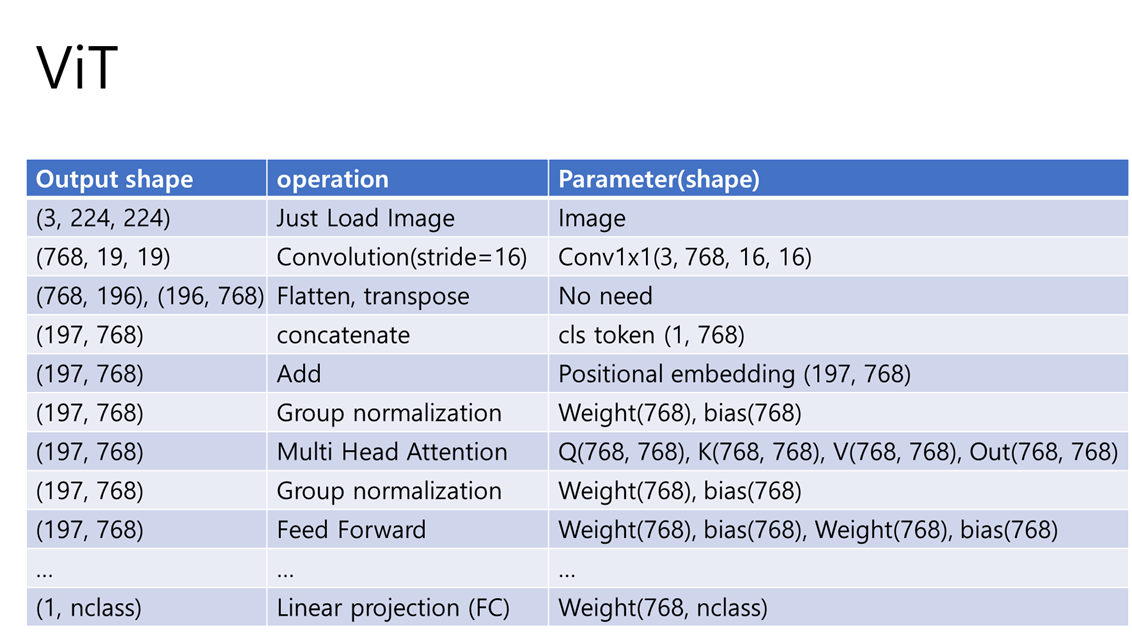 ViT
Output shape operation Parameter(shape)
(3, 224, 224) Just Load Image Image
(768, 19, 19) Convolution(stride=16) Conv1x1(3, 768, 16, 16)
(768, 196), (196, 768) Flatten, transpose No need
(197, 768) concatenate cls token (1, 768)
(197, 768) Add Positional embedding (197, 768)
(197, 768) Group normalization Weight(768), bias(768)
(197, 768) Multi Head Attention Q(768, 768), K(768, 768), V(768, 768), Out(768, 768)
(197, 768) Group normalization Weight(768), bias(768)
(197, 768) Feed Forward Weight(768), bias(768), Weight(768), bias(768)
... ... ...
(1, nclass) Linear projection (FC) Weight(768, nclass)